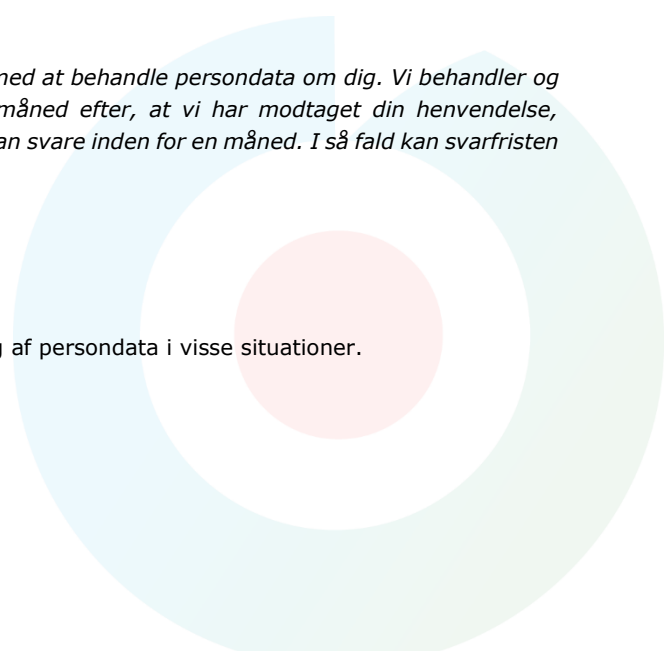 med at behandle persondata om dig. Vi behandler og
måned efter, at vi har modtaget din henvendelse,
an svare inden for en måned. I så fald kan svarfristen
af persondata i visse situationer.